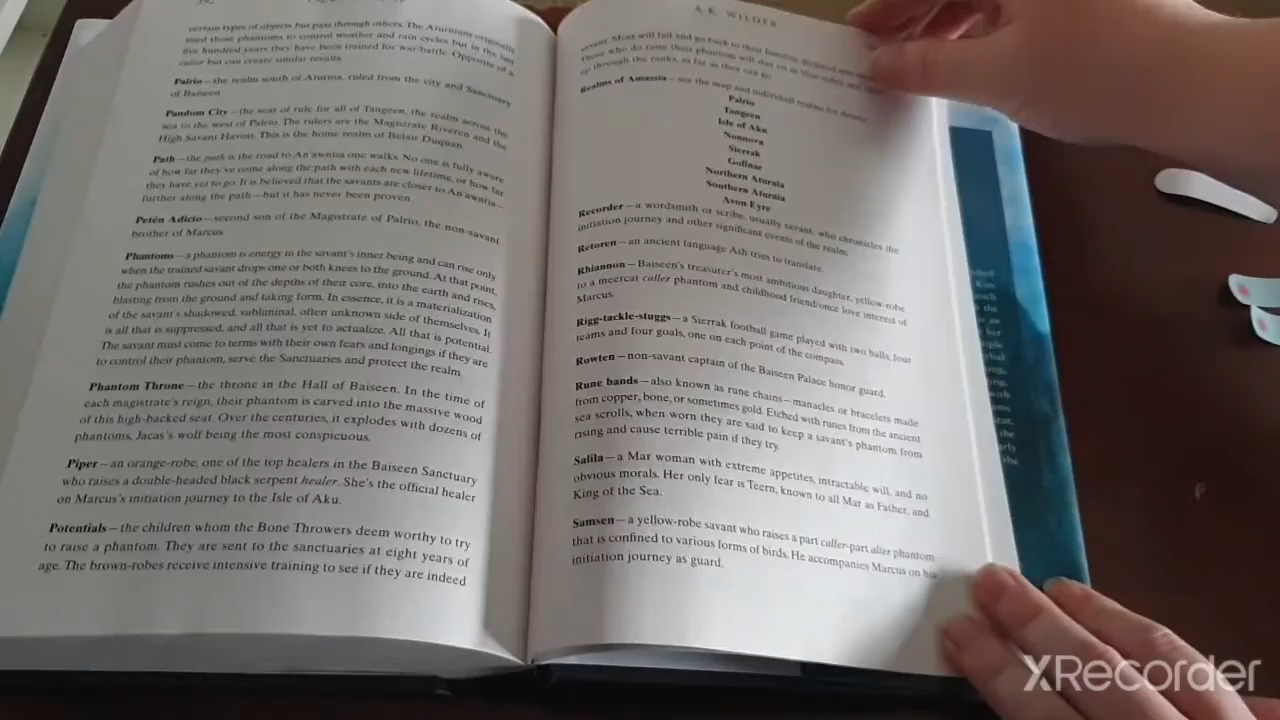 392
certain types of objects but pass through others. The Aturnians originally
used those phantoms to control weather and rain cycles but in the last
five hundred years they have been trained for war/battle. Opposite of a
caller but can create similar results.
Palrio—the realm south of Aturnia, ruled from the city and Sanctuary
of Baiseen.
Pandom City—the seat of rule for all of Tangeen, the realm across the
sea to the west of Palrio. The rulers are the Magistrate Riveren and the
High Savant Havest. This is the home realm of Belair Duquan.
Path—the path is the road to An'awntia one walks. No one is fully aware
of how far they've come along the path with each new lifetime, or how far
they have yet to go. It is believed that the savants are closer to An'awntia—
further along the path—but it has never been proven.
Petén Adicio—second son of the Magistrate of Palrio, the non-savant
brother of Marcus.
Phantoms—a phantom is energy in the savant's inner being and can rise only
when the trained savant drops one or both knees to the ground. At that point,
the phantom rushes out of the depths of their core, into the earth and rises,
blasting from the ground and taking form. In essence, it is a materialization
of the savant's shadowed, subliminal, often unknown side of themselves. It
is all that is suppressed, and all that is yet to actualize. All that is potential.
The savant must come to terms with their own fears and longings if they are
to control their phantom, serve the Sanctuaries and protect the realm.
Phantom Throne—the throne in the Hall of Baiseen. In the time of
each magistrate's reign, their phantom is carved into the massive wood
of this high-backed seat. Over the centuries, it explodes with dozens of
phantoms, Jacas's wolf being the most conspicuous.
Piper—an orange-robe, one of the top healers in the Baiseen Sanctuary
who raises a double-headed black serpent healer. She's the official healer
on Marcus's initiation journey to the Isle of Aku.
Potentials—the children whom the Bone Throwers deem worthy to try
to raise a phantom. They are sent to the sanctuaries at eight years of
age. The brown-robes receive intensive training to see if they are indeed
A. K. WILDER
savant. Most will fail and go back to their families
Those who do raise their phantom will stay on as blue-robes and
up through the ranks, as far as they can go.
Realms of Amassia—see the map and individual realms for details.
Palrio
Tangeen
Isle of Aku
Nonnova
Sierrak
Gollnar
Northern Aturnia
Southern Aturnia
Avon Eyre
Recorder—a wordsmith or scribe, usually savant, who chronicles the
initiation journey and other significant events of the realm.
Retoren—an ancient language Ash tries to translate.
Rhiannon—Baiseen's treasurer's most ambitious daughter, yellow-robe
to a meercat caller phantom and childhood friend/once love interest of
Marcus.
Rigg-tackle-stuggs—a Sierrak football game played with two balls, four
teams and four goals, one on each point of the compass.
Rowten—non-savant captain of the Baiseen Palace honor guard.
Rune bands—also known as rune chains—manacles or bracelets made
from copper, bone, or sometimes gold. Etched with runes from the ancient
sea scrolls, when worn they are said to keep a savant's phantom from
rising and cause terrible pain if they try.
Salila—a Mar woman with extreme appetites, intractable will, and no
obvious morals. Her only fear is Teern, known to all Mar as Father, and
King of the Sea.
Samsen—a yellow-robe savant who raises a part caller-part alter phantom
that is confined to various forms of birds. He accompanies Marcus on his
initiation journey as guard.
XRecorder